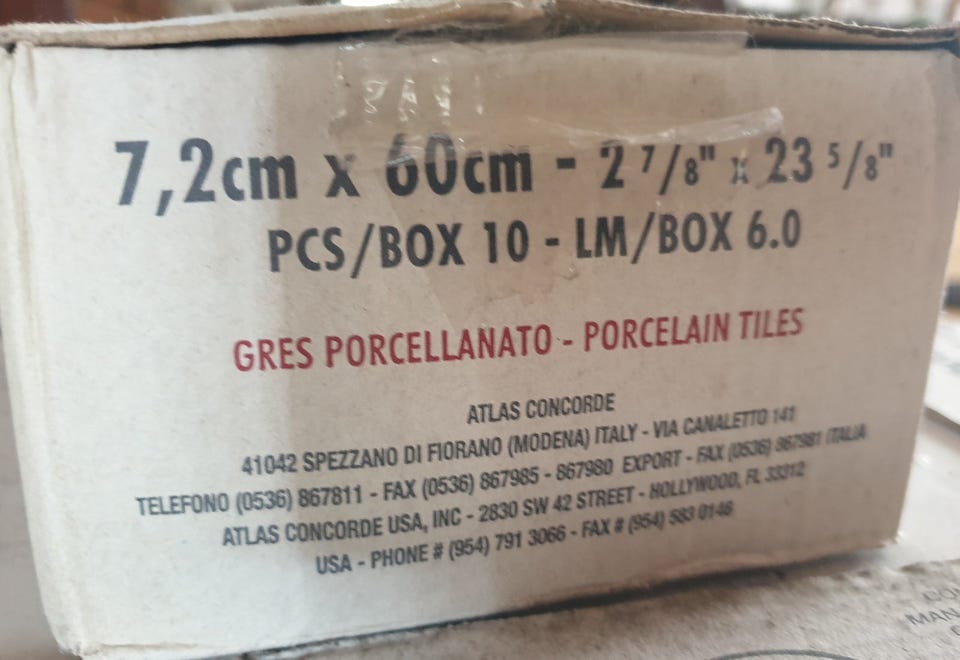 7,2cm x 60cm - 2 7/8" x 23 5/8"
PCS/BOX 10 - LM/BOX 6.0
GRES PORCELLANATO - PORCELAIN TILES
ATLAS CONCORDE
41042 SPEZZANO DI FIORANO (MODENA) ITALY - VIA CANALETTO 141
TELEFONO (0536) 867811 - FAX (0536) 867985 - 867980 EXPORT - FAX (0536) 867981 ITALIA
ATLAS CONCORDE USA, INC - 2830 SW 42 STREET - HOLLYWOOD, FL 33312
USA - PHONE # (954) 791 3066 - FAX # (954) 583 0146